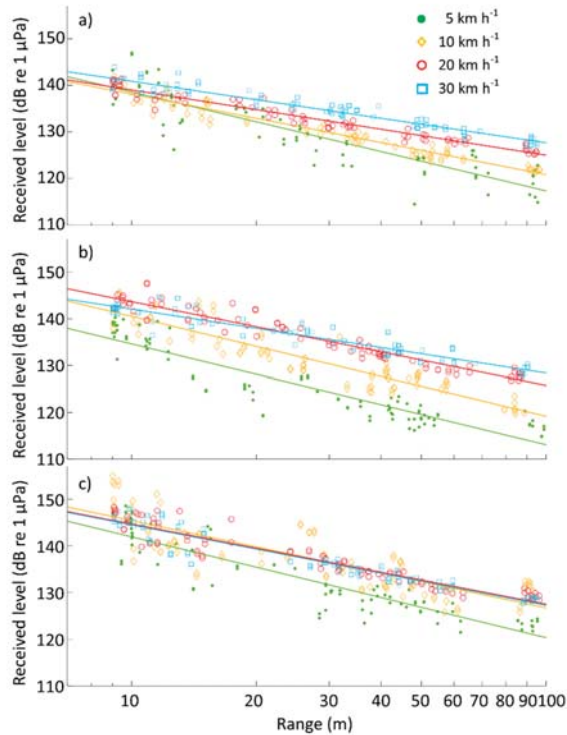 a)
5 km h⁻¹
10 km h⁻¹
20 km h⁻¹
30 km h⁻¹
Received level (dB re 1 µPa)
150
140
130
120
110
b)
Received level (dB re 1 µPa)
150
140
130
120
110
c)
Received level (dB re 1 µPa)
150
140
130
120
110
10 20 30 40 50 60 70 80 90 100
Range (m)